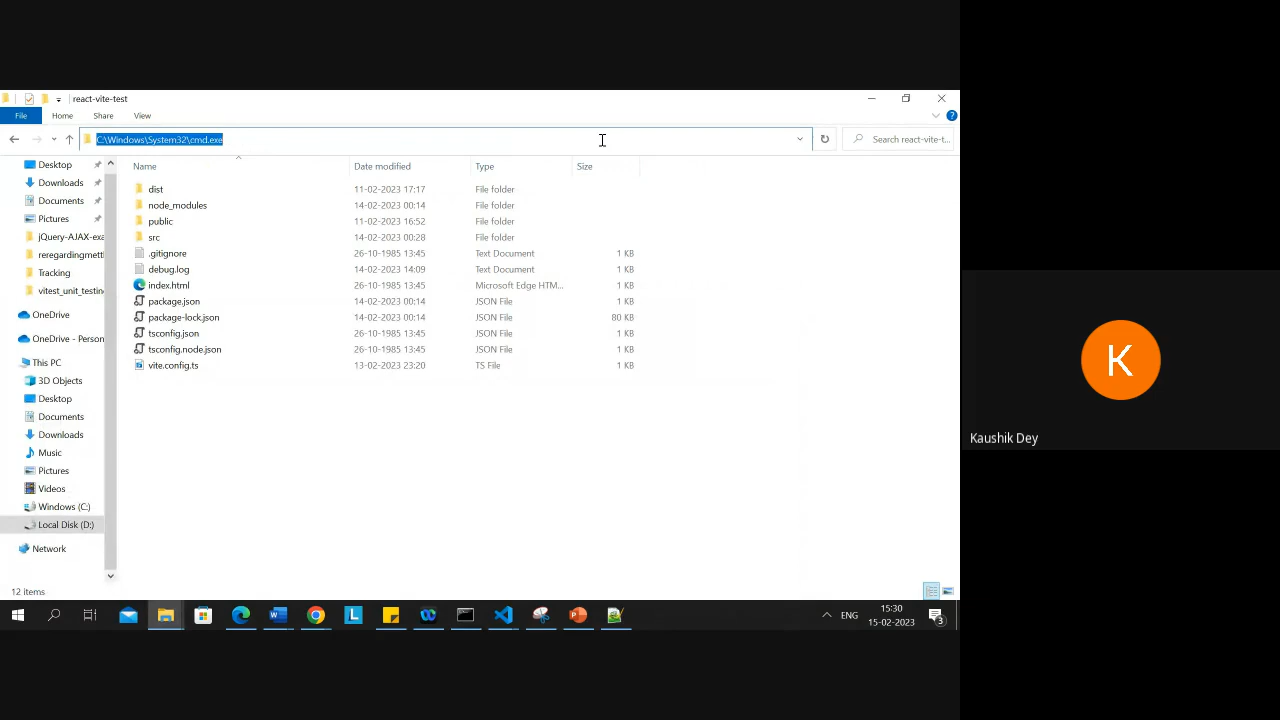 react-vite-test
File Home Share View
C:\Windows\System32\cmd.exe
Search react-vite-t...
Name Date modified Type Size
Desktop
Downloads
Documents
Pictures
jQuery-AJAX-exa
reregardingmettl
Tracking
vitest_unit_testin
OneDrive
OneDrive - Person
This PC
3D Objects
Desktop
Documents
Downloads
Music
Pictures
Videos
Windows (C:)
Local Disk (D:)
Network
dist 11-02-2023 17:17 File folder
node_modules 14-02-2023 00:14 File folder
public 11-02-2023 16:52 File folder
src 14-02-2023 00:28 File folder
.gitignore 26-10-1985 13:45 Text Document 1 KB
debug.log 14-02-2023 14:09 Text Document 1 KB
index.html 26-10-1985 13:45 Microsoft Edge HTM... 1 KB
package.json 14-02-2023 00:14 JSON File 1 KB
package-lock.json 14-02-2023 00:14 JSON File 80 KB
tsconfig.json 26-10-1985 13:45 JSON File 1 KB
tsconfig.node.json 26-10-1985 13:45 JSON File 1 KB
vite.config.ts 13-02-2023 23:20 TS File 1 KB
12 items
ENG
15:30
15-02-2023
3
K
Kaushik Dey